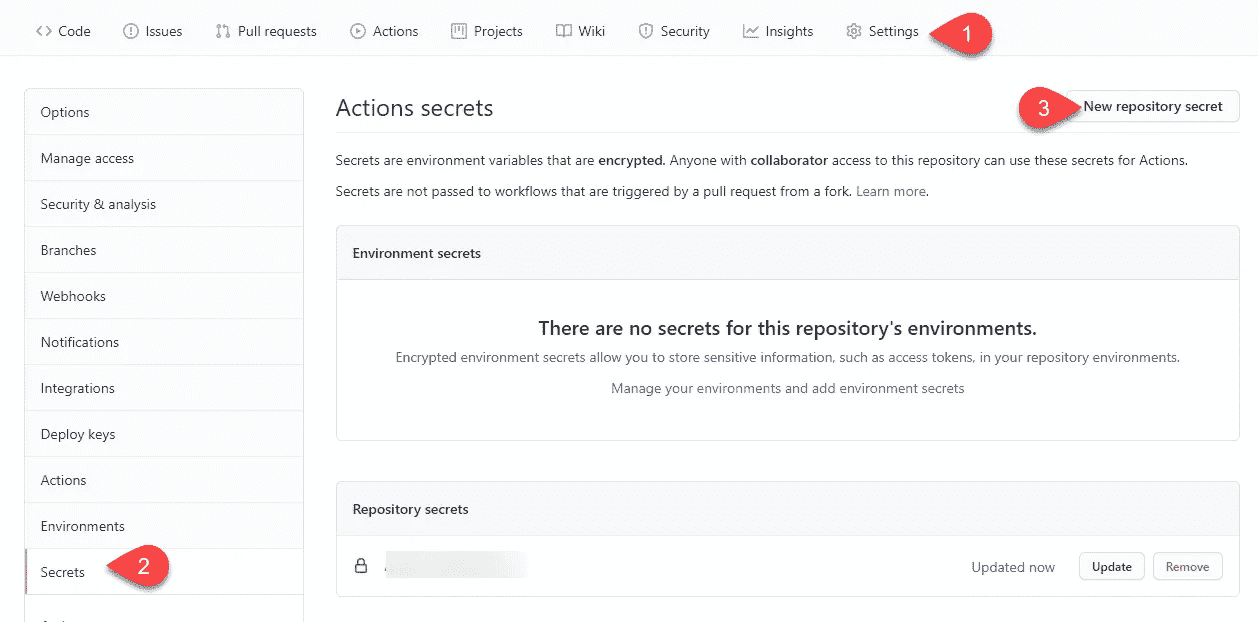 Code Issues Pull requests Actions Projects Wiki Security Insights Settings 1
Options
Manage access
Security & analysis
Branches
Webhooks
Notifications
Integrations
Deploy keys
Actions
Environments
Secrets 2
Actions secrets
3 New repository secret
Secrets are environment variables that are encrypted. Anyone with collaborator access to this repository can use these secrets for Actions.
Secrets are not passed to workflows that are triggered by a pull request from a fork. Learn more.
Environment secrets
There are no secrets for this repository's environments.
Encrypted environment secrets allow you to store sensitive information, such as access tokens, in your repository environments.
Manage your environments and add environment secrets
Repository secrets
Updated now Update Remove